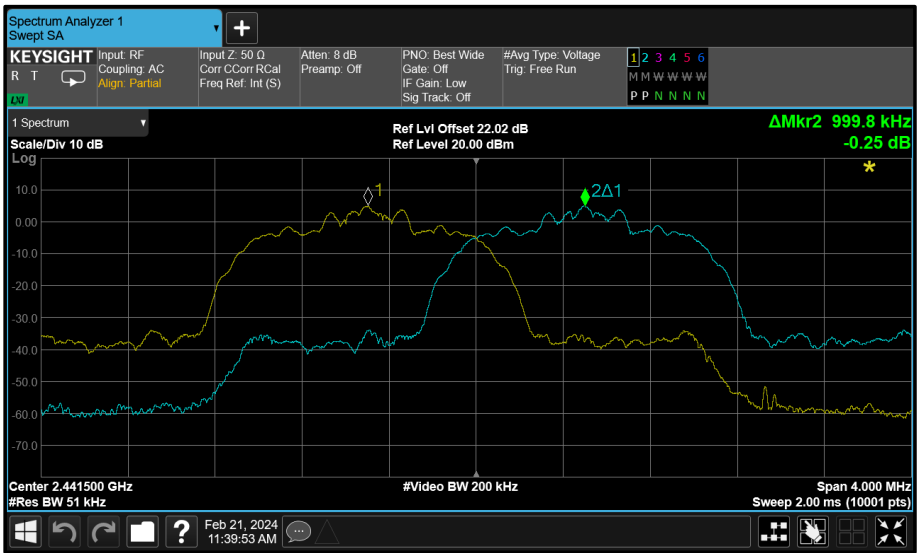 Spectrum Analyzer 1
Swept SA
+
KEYSIGHT
R T
LXI
Input: RF
Coupling: AC
Align: Partial
Input Z: 50 Ω
Corr CCorr RCal
Freq Ref: Int (S)
Atten: 8 dB
Preamp: Off
PNO: Best Wide
Gate: Off
IF Gain: Low
Sig Track: Off
#Avg Type: Voltage
Trig: Free Run
1 2 3 4 5 6
M M W W W W
P P N N N N
1 Spectrum
Scale/Div 10 dB
Ref Lvl Offset 22.02 dB
Ref Level 20.00 dBm
ΔMkr2 999.8 kHz
-0.25 dB
Log
*
1
2Δ1
10.0
0.00
-10.0
-20.0
-30.0
-40.0
-50.0
-60.0
-70.0
Center 2.441500 GHz
#Video BW 200 kHz
Span 4.000 MHz
#Res BW 51 kHz
Sweep 2.00 ms (10001 pts)
?
Feb 21, 2024
11:39:53 AM